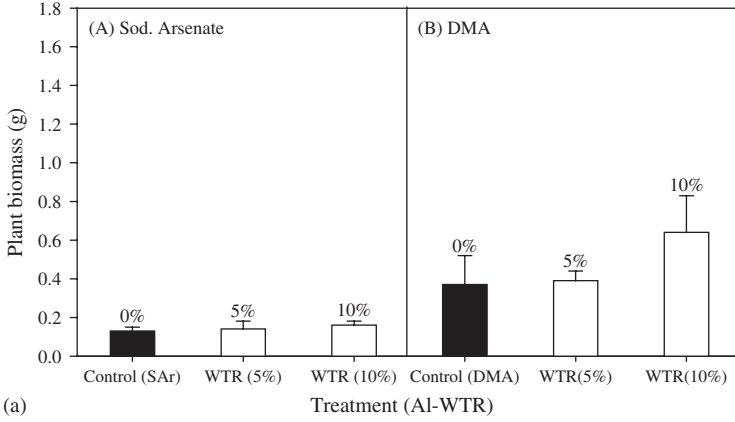 1.8
(A) Sod. Arsenate
(B) DMA
1.6
1.4
1.2
1.0
0.8
0.6
0.4
0.2
0.0
Plant biomass (g)
0%
5%
10%
0%
5%
10%
Control (SAr)
WTR (5%)
WTR (10%)
Control (DMA)
WTR(5%)
WTR(10%)
(a)
Treatment (Al-WTR)